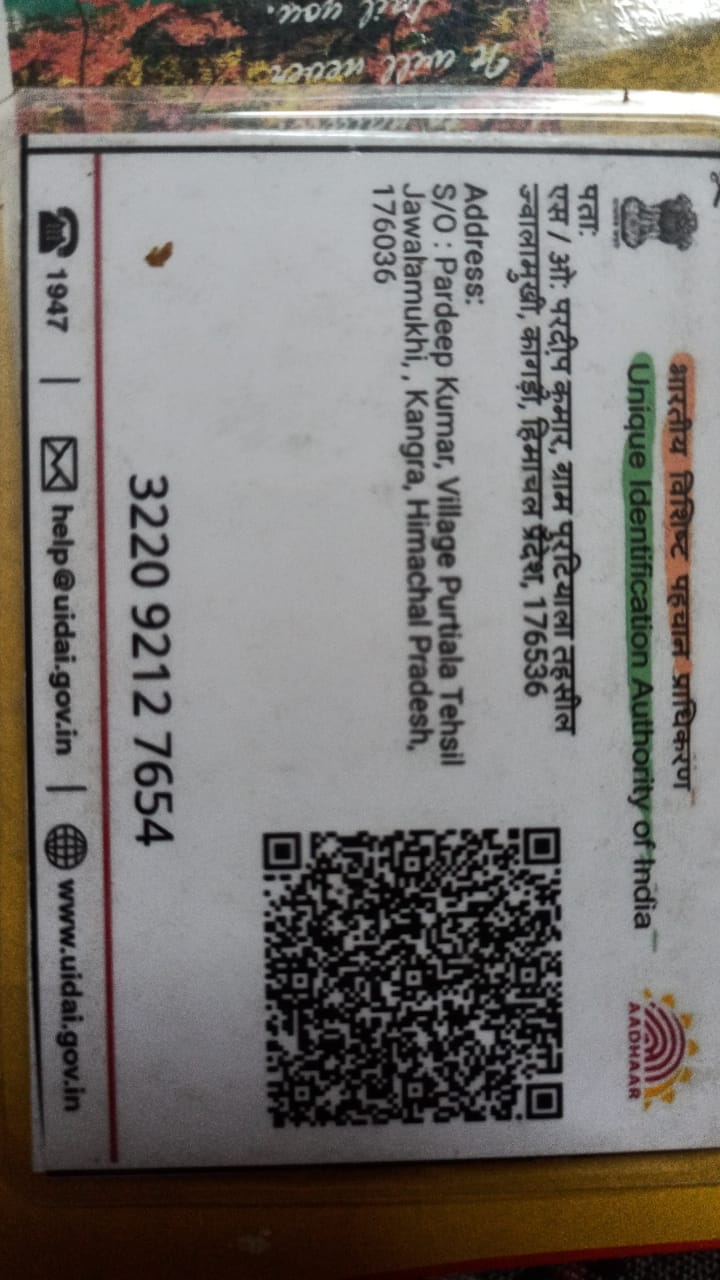 He will never
fail you.
भारतीय विशिष्ट पहचान प्राधिकरण
Unique Identification Authority of India
AADHAAR
पता:
एस / ओ: परदीप कुमार, ग्राम पुरटियाला तहसील
ज्वालामुखी, कागड़ा, हिमाचल प्रदेश, 176536
Address:
S/O : Pardeep Kumar, Village Purtiala Tehsil
Jawalamukhi, , Kangra, Himachal Pradesh,
176036
3220 9212 7654
1947 | help@uidai.gov.in | www.uidai.gov.in